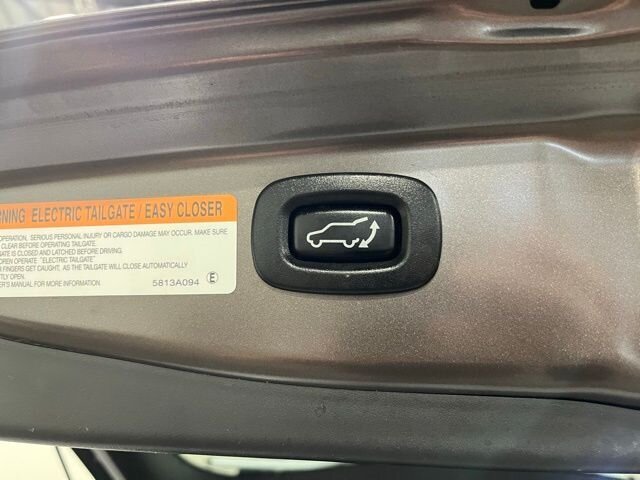 NING ELECTRIC TAILGATE / EASY CLOSER
OPERATION, SERIOUS PERSONAL INJURY OR CARGO DAMAGE MAY OCCUR. MAKE SURE
CLEAR BEFORE OPERATING TAILGATE.
GATE IS CLOSED AND LATCHED BEFORE DRIVING.
OPEN OPERATE "ELECTRIC TAILGATE"
FINGERS GET CAUGHT, AS THE TAILGATE WILL CLOSE AUTOMATICALLY
TLY OPEN.
ER'S MANUAL FOR MORE INFORMATION.
5813A094 E